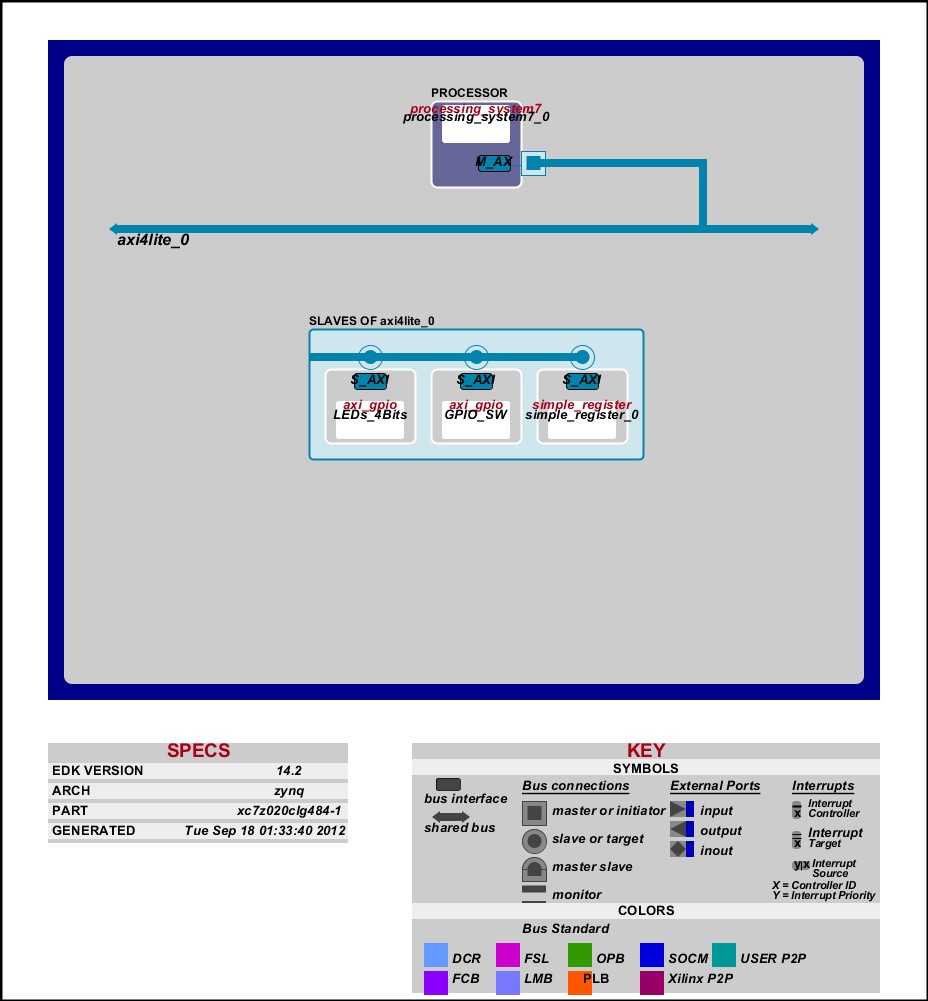 PROCESSOR
processing_system7
processing_system7_0
M_AX
axi4lite_0
SLAVES OF axi4lite_0
S_AXI S_AXI S_AXI
axi_gpio axi_gpio simple_register
LEDs_4Bits GPIO_SW simple_register_0
SPECS
EDK VERSION 14.2
ARCH zynq
PART xc7z020clg484-1
GENERATED Tue Sep 18 01:33:40 2012
KEY
SYMBOLS
bus interface
shared bus
Bus connections
master or initiator
slave or target
master slave
monitor
External Ports
input
output
inout
Interrupts
x Interrupt
Controller
x Interrupt
Target
y x Interrupt
Source
X = Controller ID
Y = Interrupt Priority
COLORS
Bus Standard
DCR FSL OPB SOCM USER P2P
FCB LMB PLB Xilinx P2P